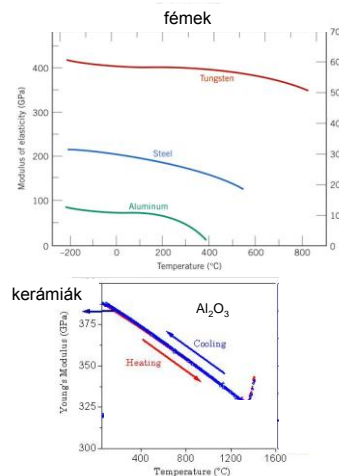 fémek
400
300
200
100
0
Modulus of elasticity (GPa)
Tungsten
Steel
Aluminum
70
60
50
40
30
20
10
0
−200 0 200 400 600 800
Temperature (°C)
kerámiák
Al2O3
375
350
325
300
Young's Modulus (GPa)
Cooling
Heating
400 800 1200 1600
Temperature (°C)